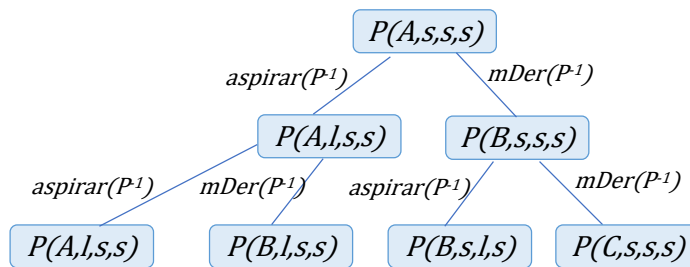 P(A,s,s,s)
aspirar(P⁻¹)
mDer(P⁻¹)
P(A,l,s,s)
P(B,s,s,s)
aspirar(P⁻¹)
mDer(P⁻¹)
aspirar(P⁻¹)
mDer(P⁻¹)
P(A,l,s,s)
P(B,l,s,s)
P(B,s,l,s)
P(C,s,s,s)